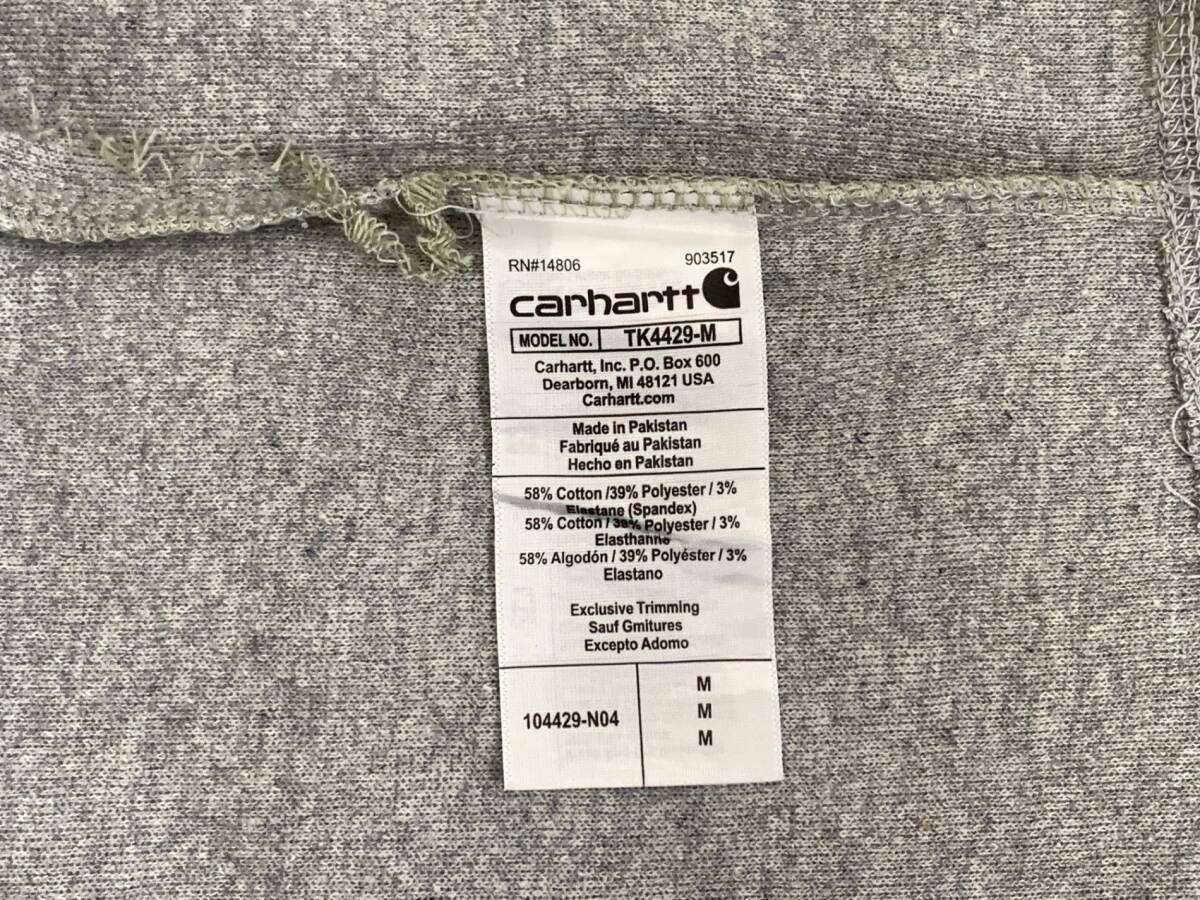 RN#14806 903517
carhartt
MODEL NO. TK4429-M
Carhartt, Inc. P.O. Box 600
Dearborn, MI 48121 USA
Carhartt.com
Made in Pakistan
Fabriqué au Pakistan
Hecho en Pakistan
58% Cotton /39% Polyester / 3%
Elastane (Spandex)
58% Cotton / 39% Polyester / 3%
Elasthanne
58% Algodón / 39% Polyéster / 3%
Elastano
Exclusive Trimming
Sauf Gmitures
Excepto Adomo
104429-N04
M
M
M